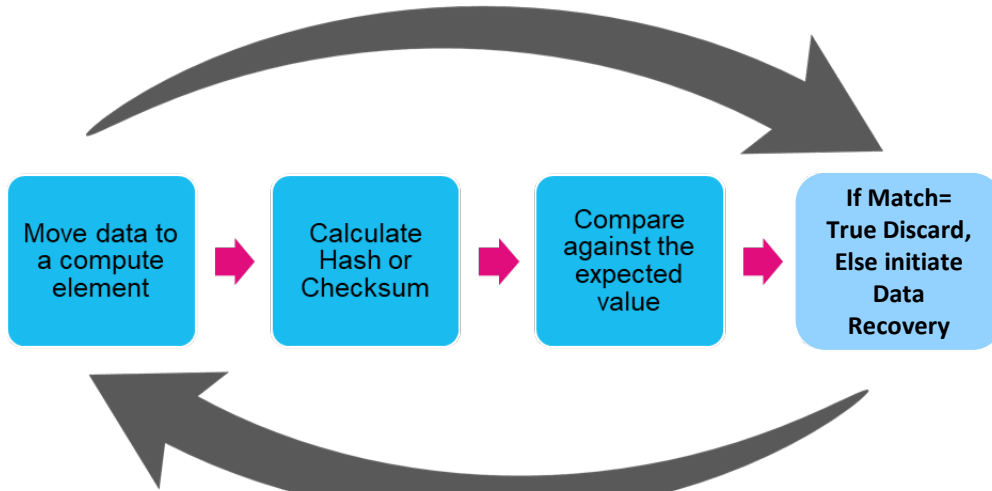 Move data to
a compute
element
Calculate
Hash or
Checksum
Compare
against the
expected
value
If Match=
True Discard,
Else initiate
Data
Recovery